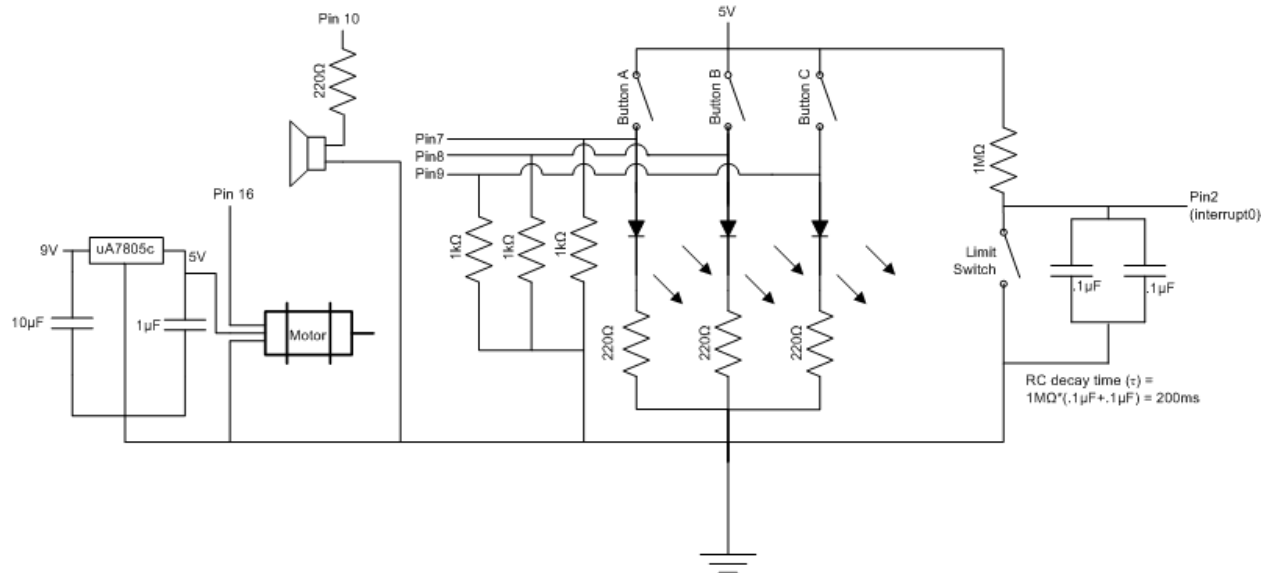 Pin 10
5V
220Ω
Button A
Button B
Button C
Pin7
Pin8
Pin9
1MΩ
Pin2
(interrupt0)
Pin 16
9V
uA7805c
5V
1kΩ
1kΩ
1kΩ
Limit
Switch
.1µF
.1µF
10µF
1µF
Motor
220Ω
220Ω
220Ω
RC decay time (τ) =
1MΩ*(.1µF+.1µF) = 200ms